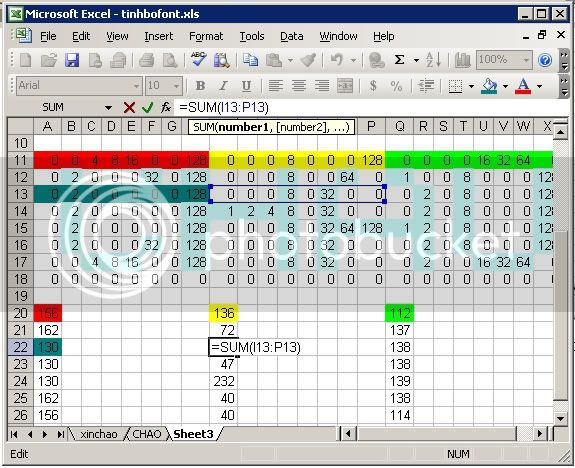 Microsoft Excel - tinhbofont.xls
File Edit View Insert Format Tools Data Window Help
100%
Arial 10 B I U $ %
SUM =SUM(I13:P13)
SUM(number1, [number2], ...)
A B C D E F G P Q R S T U V W X
10
11 0 0 4 8 16 0 0 128 0 0 0 8 0 0 0 128 0 0 0 0 16 32 64 0
12 0 2 0 0 0 32 0 128 0 0 0 8 0 0 64 0 1 0 0 8 0 0 0 128
13 0 2 0 0 0 0 0 128 0 0 0 8 0 32 0 0 0 2 0 8 0 0 0 128
14 0 2 0 0 0 0 0 128 1 4 8 0 32 0 0 0 2 0 8 0 0 0 128
15 0 2 0 0 0 0 0 128 0 0 0 8 0 32 64 128 1 2 0 8 0 0 0 128
16 0 2 0 0 0 32 0 128 0 0 0 8 0 32 0 0 0 2 0 8 0 0 0 128
17 0 0 4 8 16 0 0 128 0 0 0 8 0 32 0 0 0 2 0 0 16 32 64 0
18 0 0 0 0 0 0 0 0 0 0 0 0 0 0 0 0 0 0 0 0 0 0 0 0
19
20 156 136 112
21 162 72 137
22 130 =SUM(I13:P13) 138
23 130 47 138
24 130 232 139
25 162 40 138
26 156 40 114
photobucket
xinchao CHAO Sheet3
Edit NUM